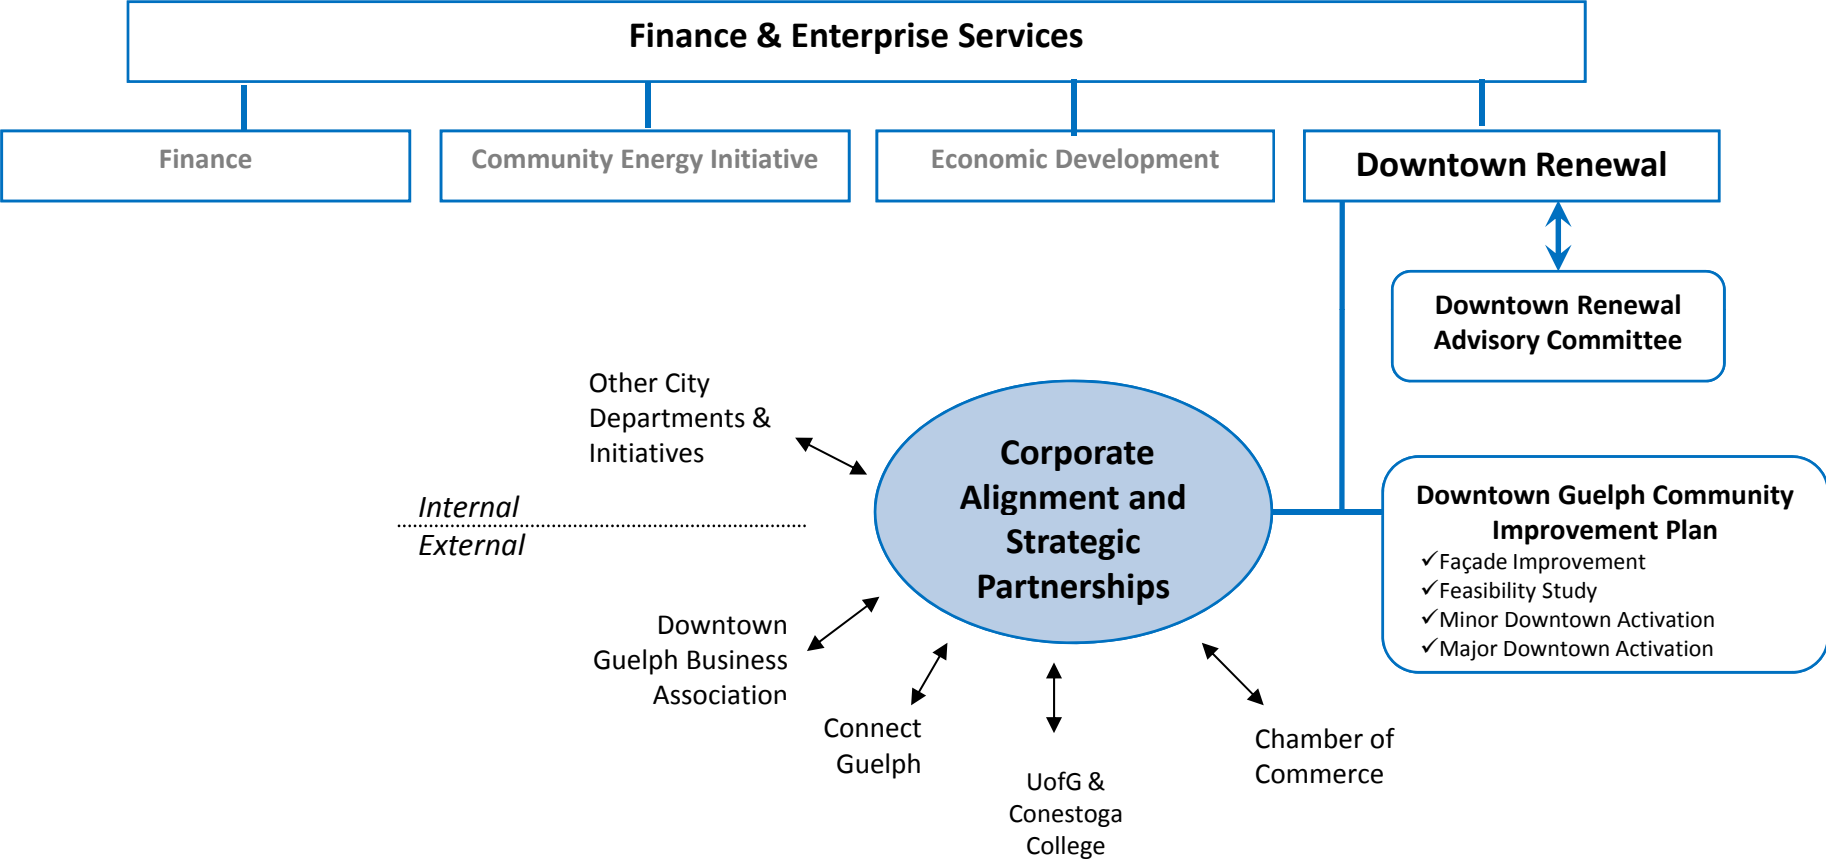 Finance & Enterprise Services
Finance
Community Energy Initiative
Economic Development
Downtown Renewal
Downtown Renewal
Advisory Committee
Other City
Departments &
Initiatives
Internal
External
Corporate
Alignment and
Strategic
Partnerships
Downtown Guelph Community
Improvement Plan
✓Façade Improvement
✓Feasibility Study
✓Minor Downtown Activation
✓Major Downtown Activation
Downtown
Guelph Business
Association
Connect
Guelph
UofG &
Conestoga
College
Chamber of
Commerce